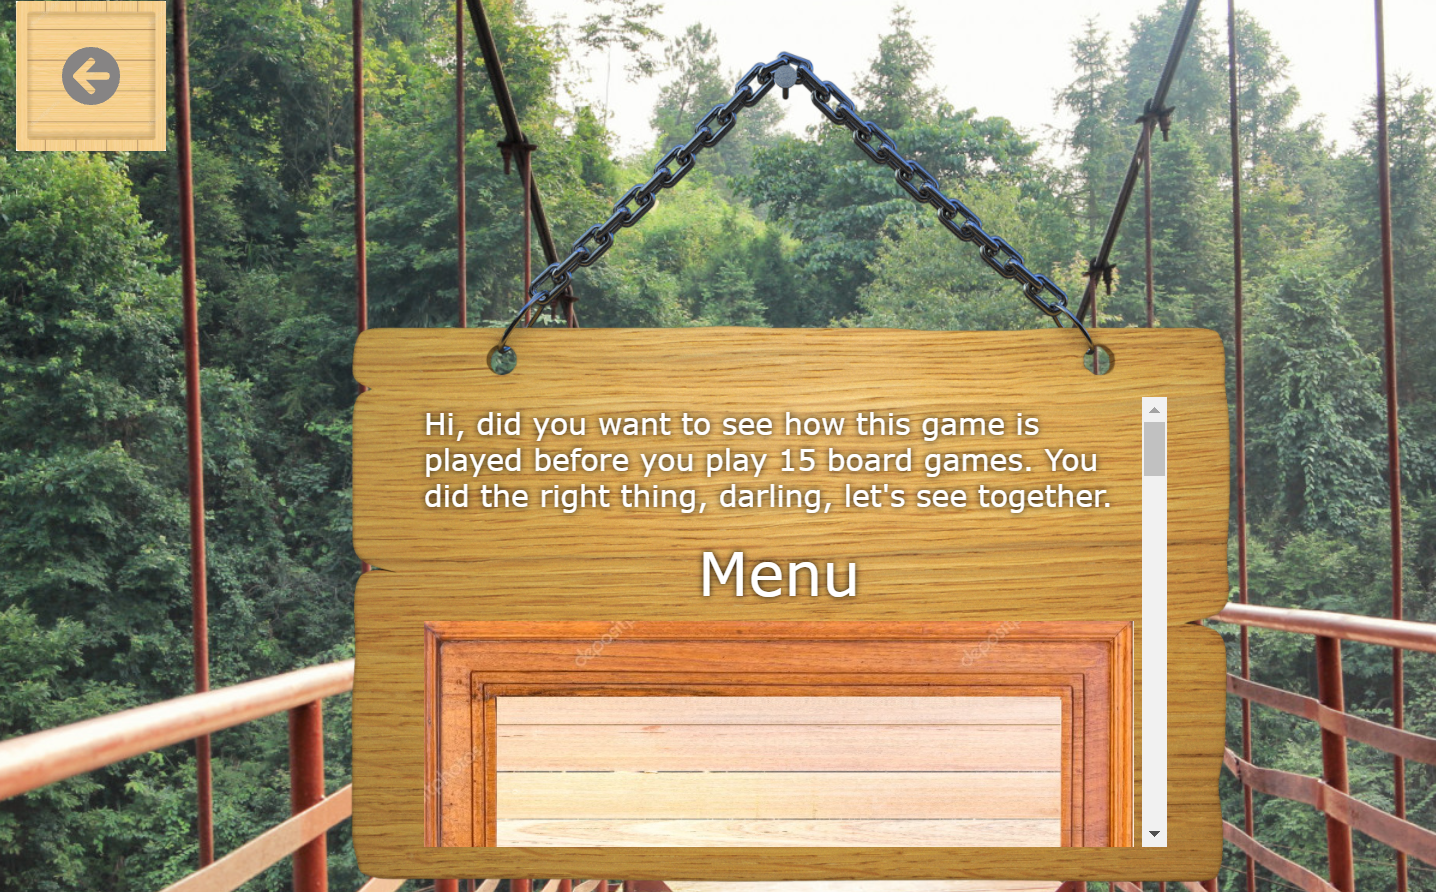 Hi, did you want to see how this game is
played before you play 15 board games. You
did the right thing, darling, let's see together.
Menu